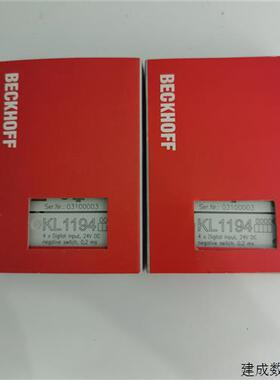 BECKHOFF
Ser.Nr.: 03100003
KL1194
4 x Digital input, 24V DC
negative switch, 0,2 ms
BECKHOFF
Ser.Nr.: 03100003
KL1194
4 x Digital input, 24V DC
negative switch, 0,2 ms
建成数